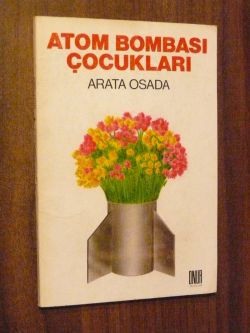 ATOM BOMBASI
ÇOCUKLARI
ARATA OSADA
ONUR